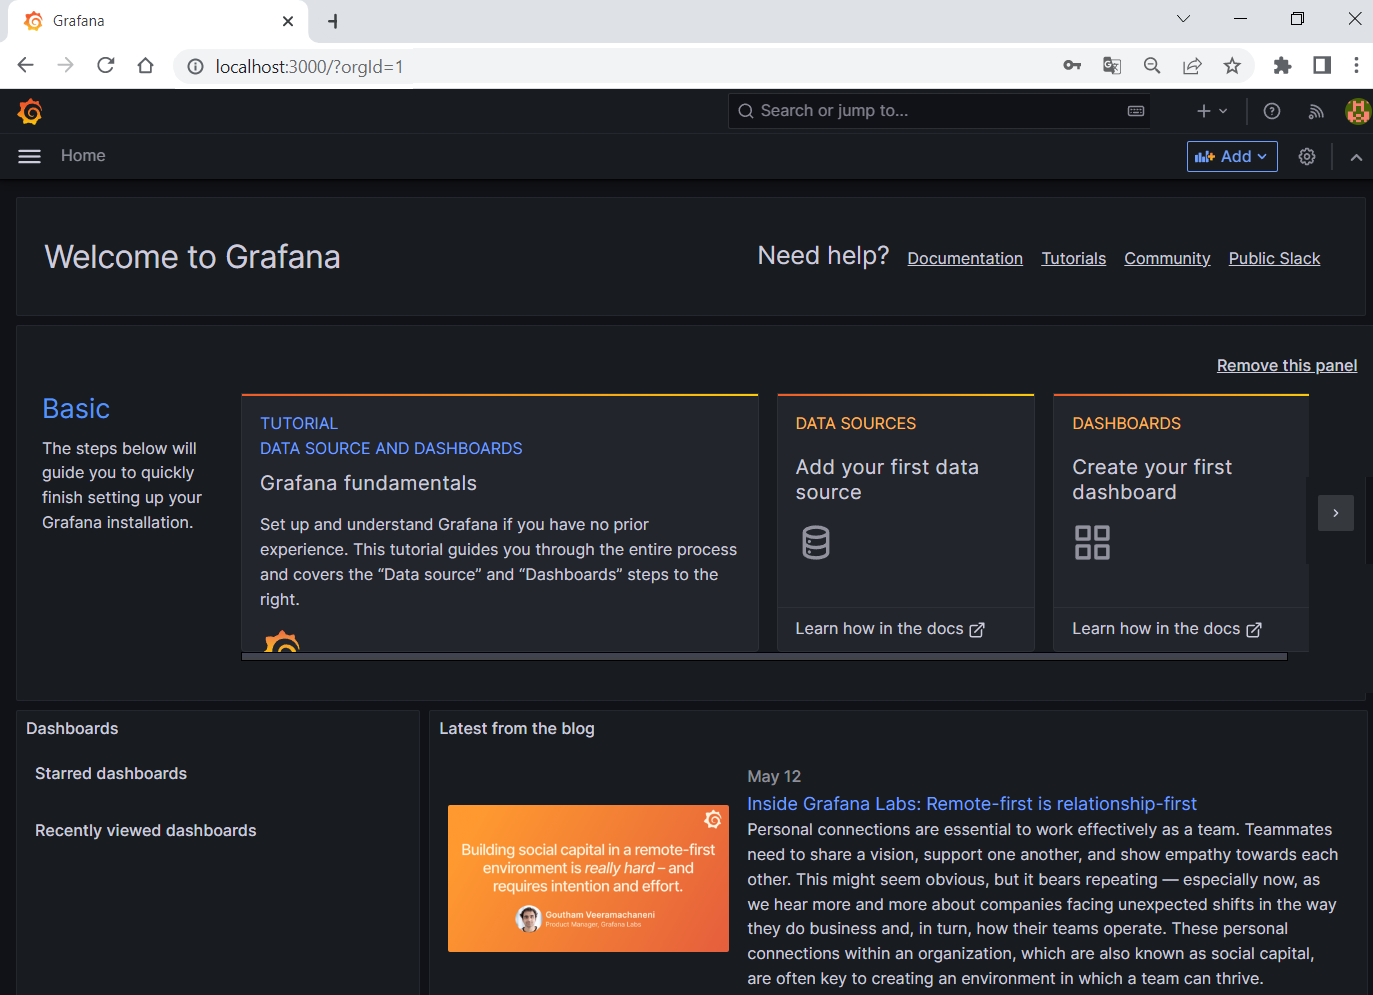 Grafana
localhost:3000/?orgId=1
Search or jump to...
Home
Add
Welcome to Grafana
Need help? Documentation Tutorials Community Public Slack
Remove this panel
Basic
The steps below will
guide you to quickly
finish setting up your
Grafana installation.
TUTORIAL
DATA SOURCE AND DASHBOARDS
Grafana fundamentals
Set up and understand Grafana if you have no prior
experience. This tutorial guides you through the entire process
and covers the “Data source” and “Dashboards” steps to the
right.
DATA SOURCES
Add your first data
source
Learn how in the docs
DASHBOARDS
Create your first
dashboard
Learn how in the docs
Dashboards
Starred dashboards
Recently viewed dashboards
Latest from the blog
Building social capital in a remote-first
environment is really hard – and
requires intention and effort.
Goutham Veeramachaneni
Product Manager, Grafana Labs
May 12
Inside Grafana Labs: Remote-first is relationship-first
Personal connections are essential to work effectively as a team. Teammates
need to share a vision, support one another, and show empathy towards each
other. This might seem obvious, but it bears repeating — especially now, as
we hear more and more about companies facing unexpected shifts in the way
they do business and, in turn, how their teams operate. These personal
connections within an organization, which are also known as social capital,
are often key to creating an environment in which a team can thrive.